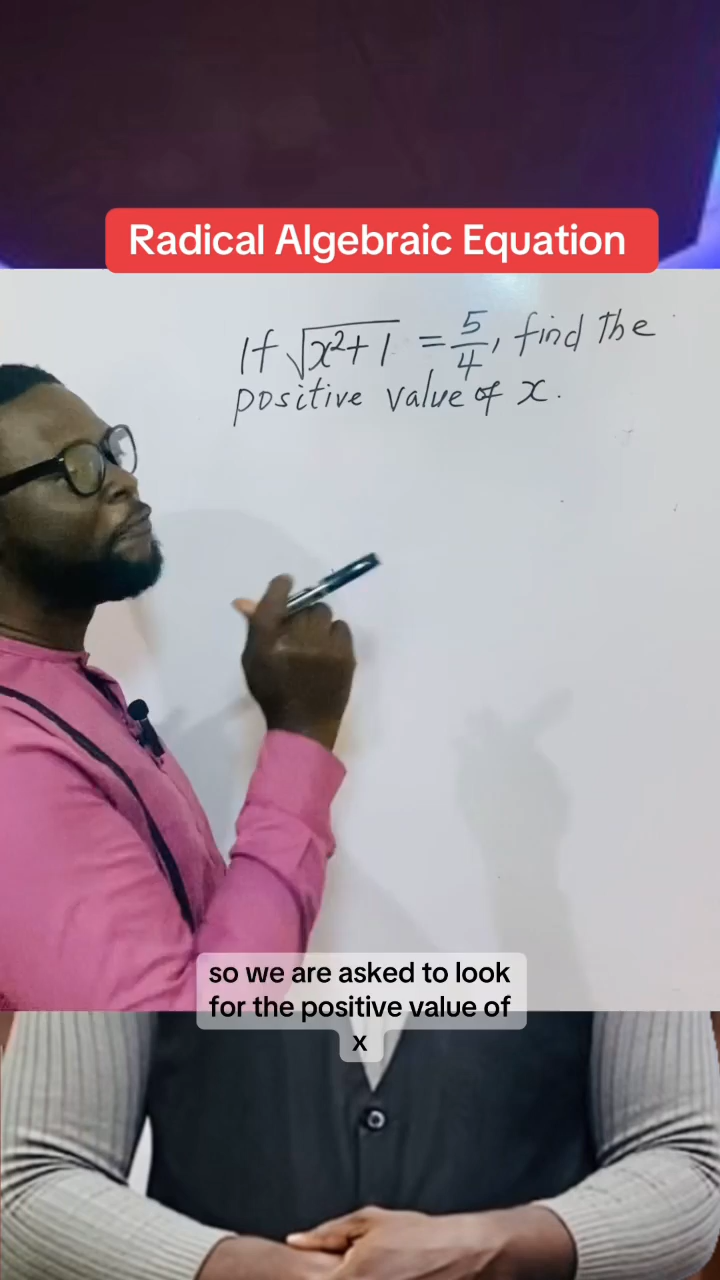 Radical Algebraic Equation
If √x²+1 = 5/4, find the
positive value of x.
so we are asked to look
for the positive value of
x